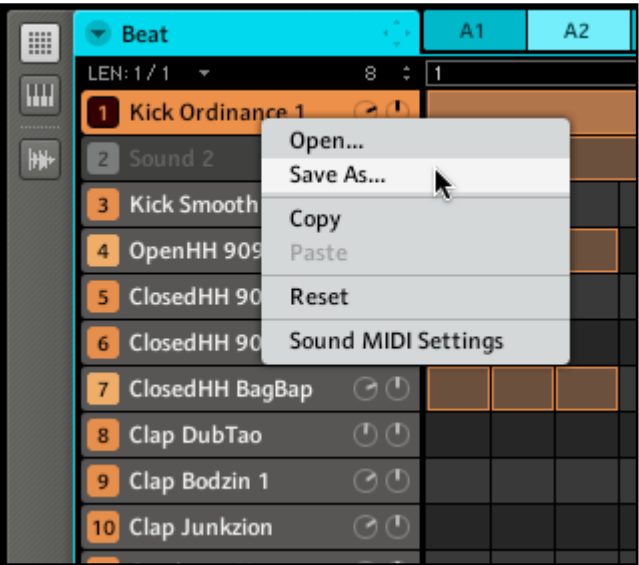 Beat A1 A2
LEN: 1 / 1 8 1
1 Kick Ordinance 1
2 Sound 2
3 Kick Smooth
4 OpenHH 909
5 ClosedHH 90
6 ClosedHH 90
7 ClosedHH BagBap
8 Clap DubTao
9 Clap Bodzin 1
10 Clap Junkzion
Open...
Save As...
Copy
Paste
Reset
Sound MIDI Settings